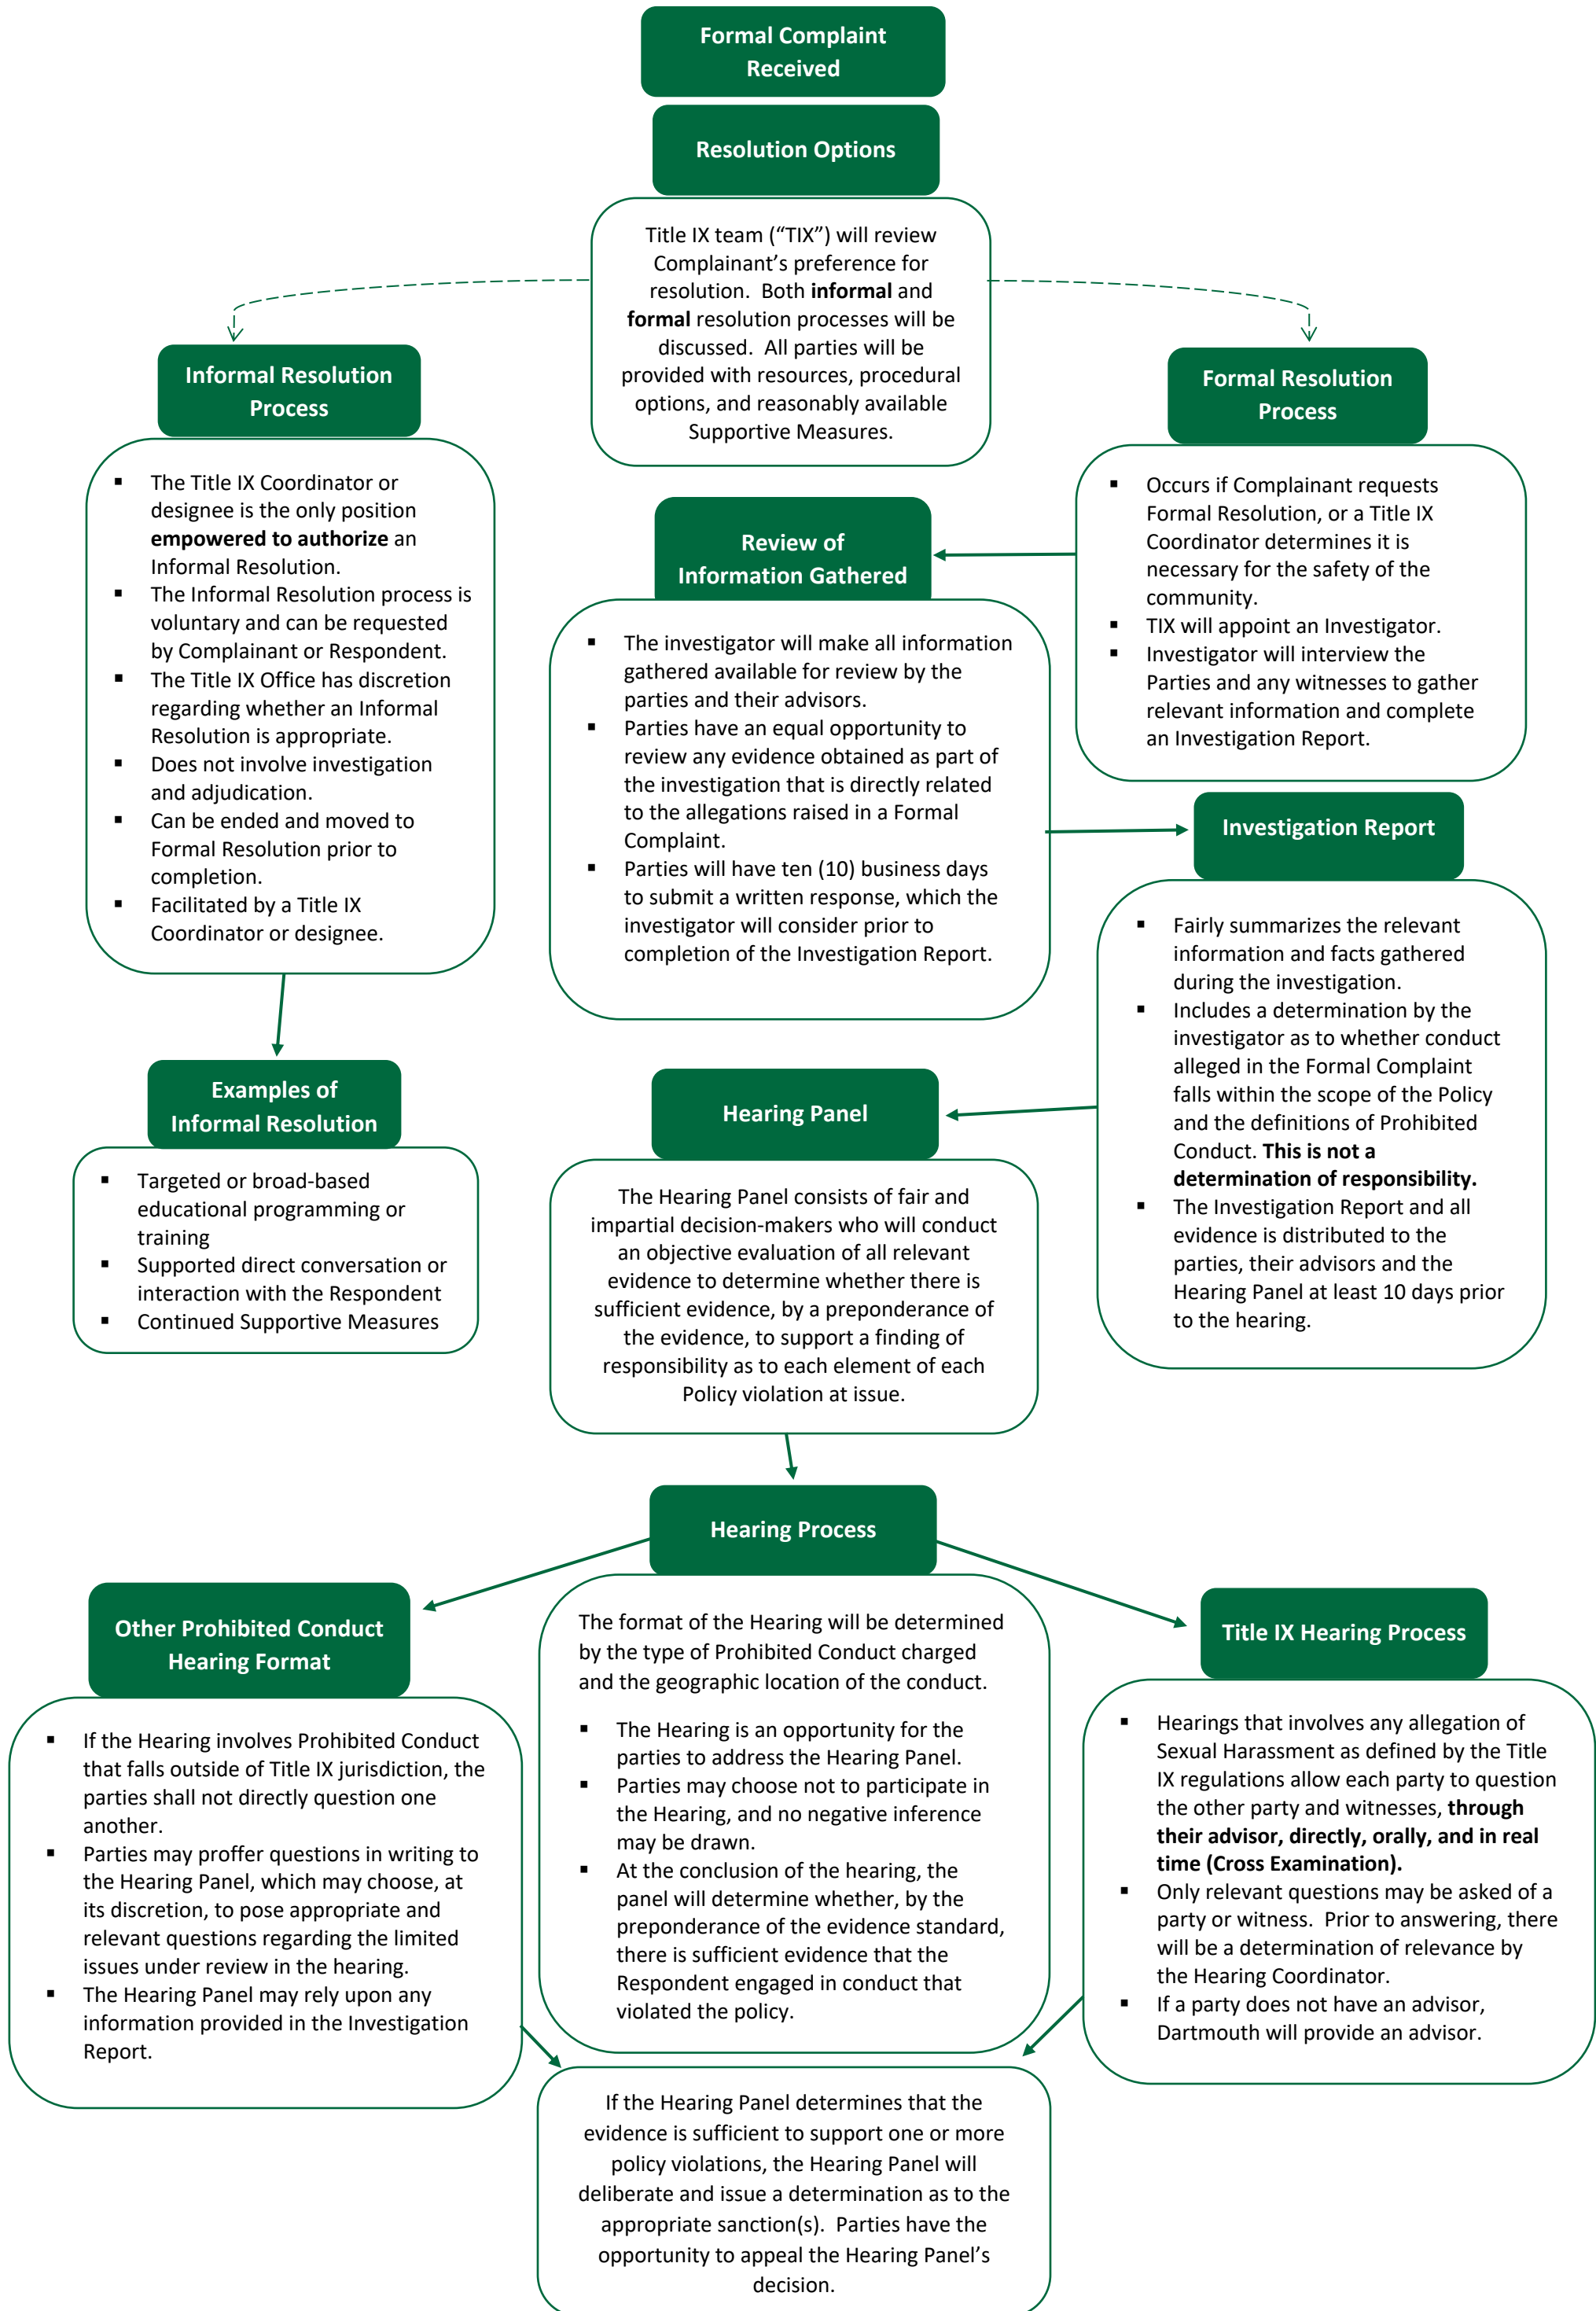 Formal Complaint
Received
Resolution Options
Title IX team (“TIX”) will review
Complainant’s preference for
resolution.  Both informal and
formal resolution processes will be
discussed.  All parties will be
provided with resources, procedural
options, and reasonably available
Supportive Measures.
Informal Resolution
Process
▪ The Title IX Coordinator or
designee is the only position
empowered to authorize an
Informal Resolution.
▪ The Informal Resolution process is
voluntary and can be requested
by Complainant or Respondent.
▪ The Title IX Office has discretion
regarding whether an Informal
Resolution is appropriate.
▪ Does not involve investigation
and adjudication.
▪ Can be ended and moved to
Formal Resolution prior to
completion.
▪ Facilitated by a Title IX
Coordinator or designee.
Examples of
Informal Resolution
▪ Targeted or broad-based
educational programming or
training
▪ Supported direct conversation or
interaction with the Respondent
▪ Continued Supportive Measures
Formal Resolution
Process
▪ Occurs if Complainant requests
Formal Resolution, or a Title IX
Coordinator determines it is
necessary for the safety of the
community.
▪ TIX will appoint an Investigator.
▪ Investigator will interview the
Parties and any witnesses to gather
relevant information and complete
an Investigation Report.
Review of
Information Gathered
▪ The investigator will make all information
gathered available for review by the
parties and their advisors.
▪ Parties have an equal opportunity to
review any evidence obtained as part of
the investigation that is directly related
to the allegations raised in a Formal
Complaint.
▪ Parties will have ten (10) business days
to submit a written response, which the
investigator will consider prior to
completion of the Investigation Report.
Investigation Report
▪ Fairly summarizes the relevant
information and facts gathered
during the investigation.
▪ Includes a determination by the
investigator as to whether conduct
alleged in the Formal Complaint
falls within the scope of the Policy
and the definitions of Prohibited
Conduct. This is not a
determination of responsibility.
▪ The Investigation Report and all
evidence is distributed to the
parties, their advisors and the
Hearing Panel at least 10 days prior
to the hearing.
Hearing Panel
The Hearing Panel consists of fair and
impartial decision-makers who will conduct
an objective evaluation of all relevant
evidence to determine whether there is
sufficient evidence, by a preponderance of
the evidence, to support a finding of
responsibility as to each element of each
Policy violation at issue.
Hearing Process
The format of the Hearing will be determined
by the type of Prohibited Conduct charged
and the geographic location of the conduct.
▪ The Hearing is an opportunity for the
parties to address the Hearing Panel.
▪ Parties may choose not to participate in
the Hearing, and no negative inference
may be drawn.
▪ At the conclusion of the hearing, the
panel will determine whether, by the
preponderance of the evidence standard,
there is sufficient evidence that the
Respondent engaged in conduct that
violated the policy.
Other Prohibited Conduct
Hearing Format
▪ If the Hearing involves Prohibited Conduct
that falls outside of Title IX jurisdiction, the
parties shall not directly question one
another.
▪ Parties may proffer questions in writing to
the Hearing Panel, which may choose, at
its discretion, to pose appropriate and
relevant questions regarding the limited
issues under review in the hearing.
▪ The Hearing Panel may rely upon any
information provided in the Investigation
Report.
Title IX Hearing Process
▪ Hearings that involves any allegation of
Sexual Harassment as defined by the Title
IX regulations allow each party to question
the other party and witnesses, through
their advisor, directly, orally, and in real
time (Cross Examination).
▪ Only relevant questions may be asked of a
party or witness.  Prior to answering, there
will be a determination of relevance by
the Hearing Coordinator.
▪ If a party does not have an advisor,
Dartmouth will provide an advisor.
If the Hearing Panel determines that the
evidence is sufficient to support one or more
policy violations, the Hearing Panel will
deliberate and issue a determination as to the
appropriate sanction(s).  Parties have the
opportunity to appeal the Hearing Panel’s
decision.